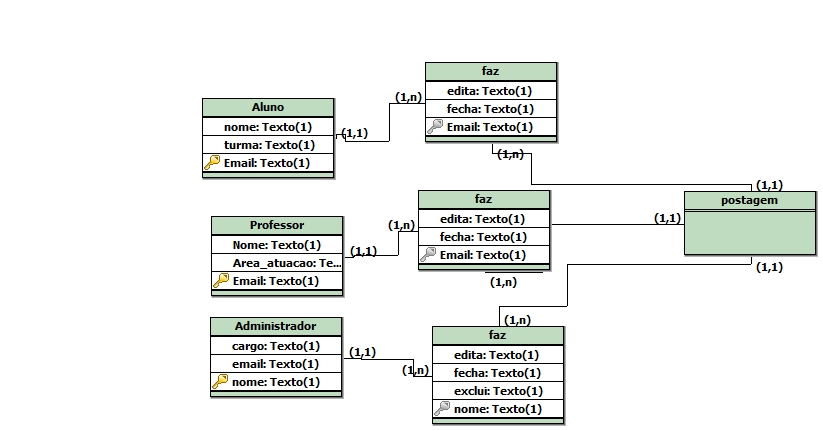 faz
edita: Texto(1)
fecha: Texto(1)
Email: Texto(1)
(1,n)
(1,n)
Aluno
nome: Texto(1)
turma: Texto(1)
Email: Texto(1)
(1,1)
(1,1)
postagem
(1,1)
(1,1)
faz
edita: Texto(1)
fecha: Texto(1)
Email: Texto(1)
(1,n)
(1,n)
Professor
Nome: Texto(1)
Area_atuacao: Te...
Email: Texto(1)
(1,1)
Administrador
cargo: Texto(1)
email: Texto(1)
nome: Texto(1)
(1,1)
(1,n)
(1,n)
faz
edita: Texto(1)
fecha: Texto(1)
exclui: Texto(1)
nome: Texto(1)